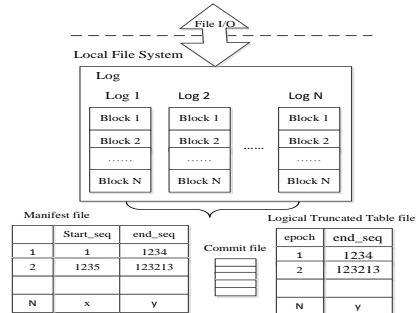 File I/O
Local File System
Log
Log 1 Log 2 Log N
Block 1 Block 1 Block 1
Block 2 Block 2 Block 2
...... ...... ...... ......
Block N Block N Block N
Manifest file
Start_seq end_seq
1 1 1234
2 1235 123213
N x y
Commit file
Logical Truncated Table file
epoch end_seq
1 1234
2 123213
N y